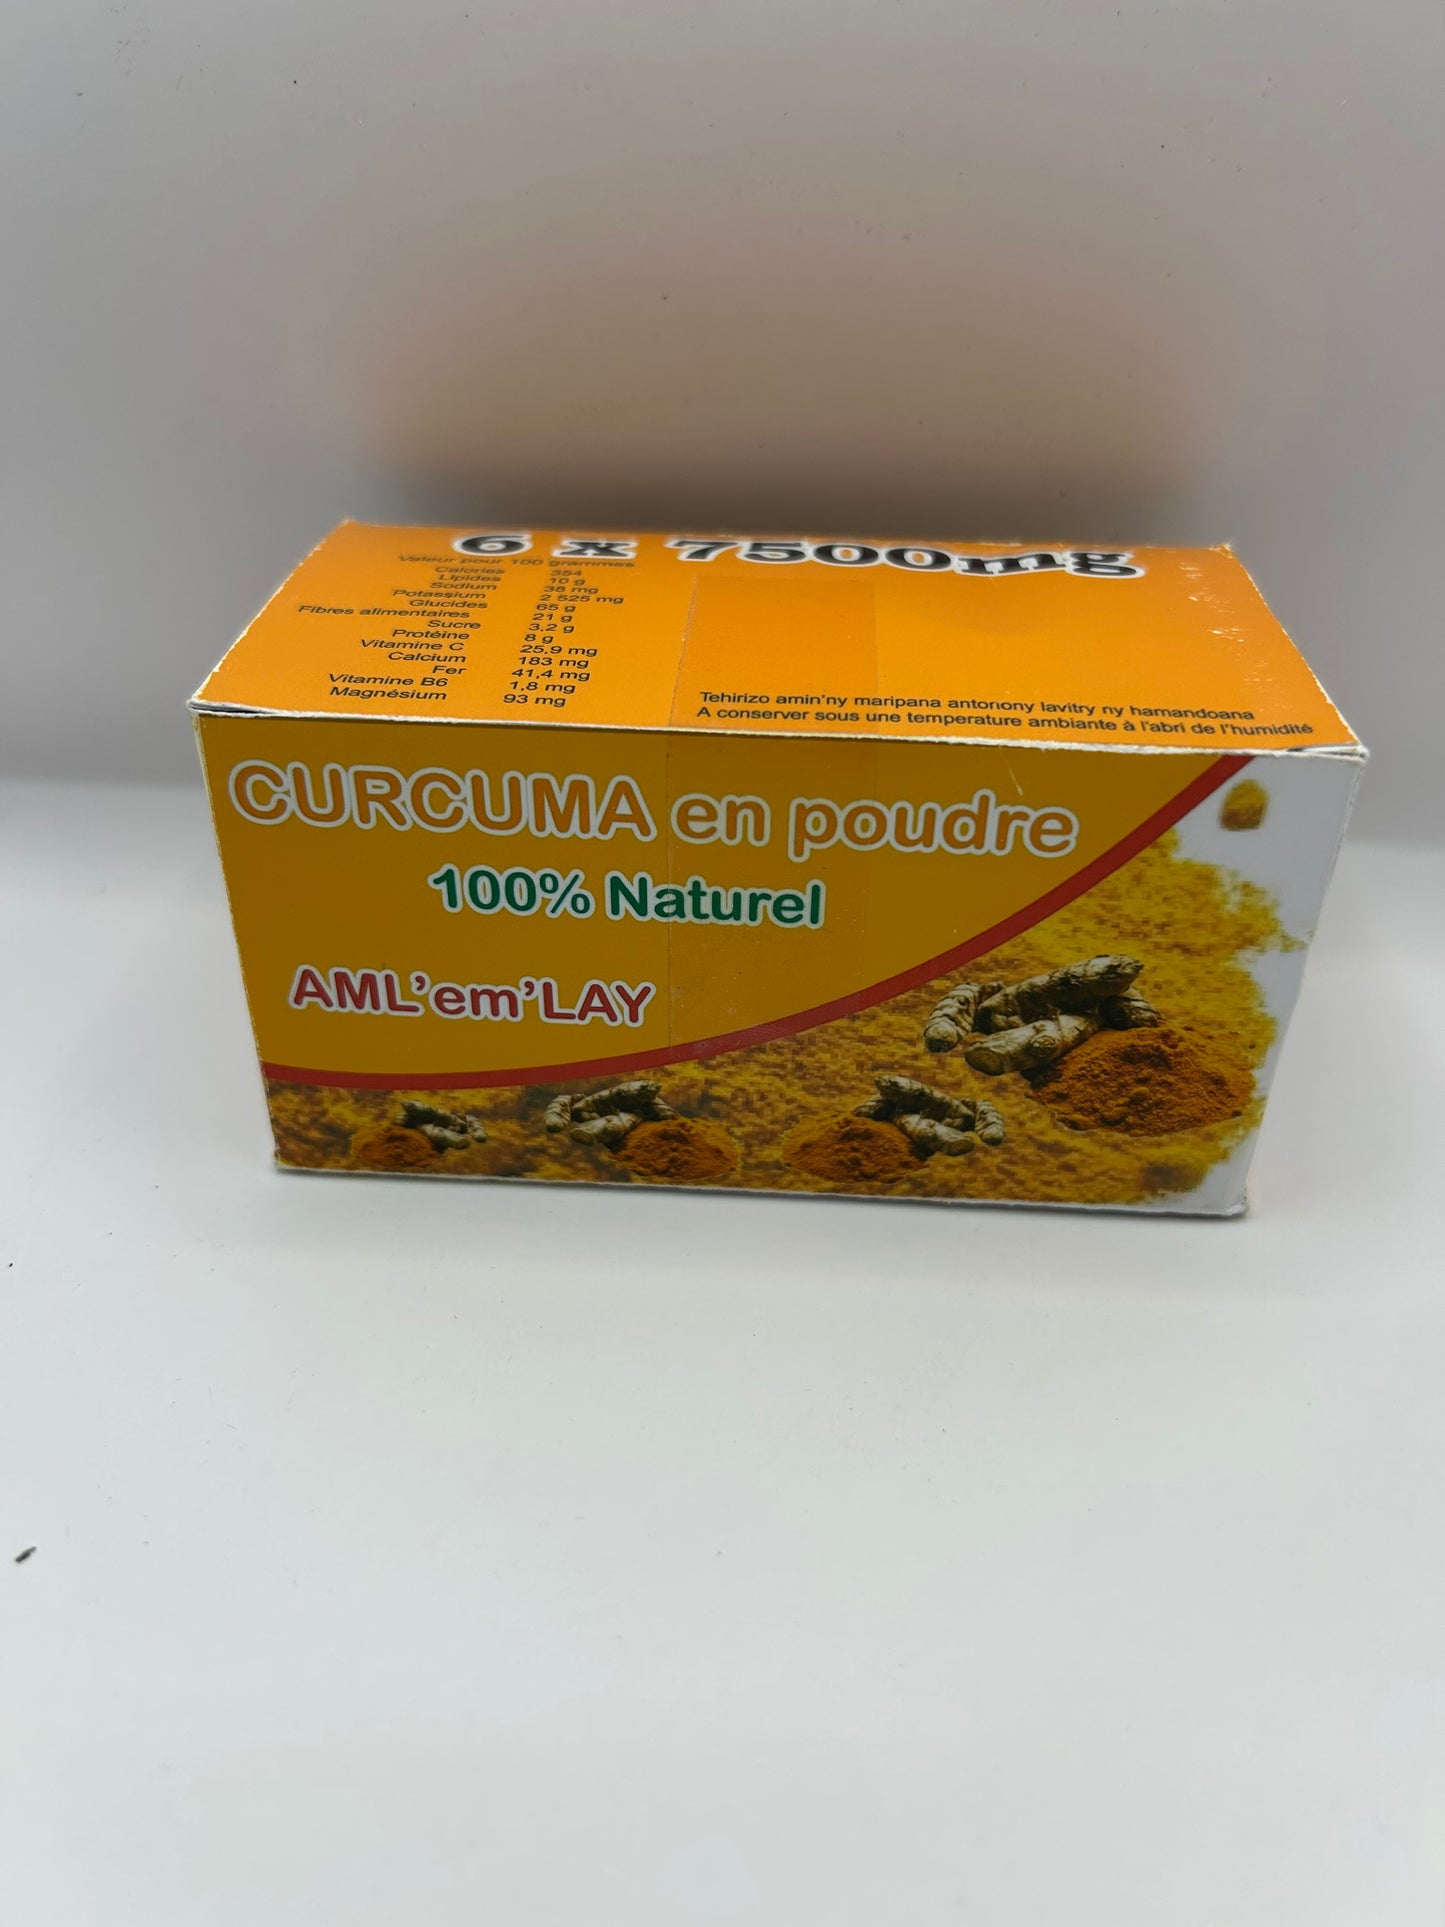 6 x 7500mg
Valeur pour 100 grammes
Calories 354
Lipides 10 g
Sodium 38 mg
Potassium 2 525 mg
Glucides 65 g
Fibres alimentaires 21 g
Sucre 3,2 g
Protéine 8 g
Vitamine C 25,9 mg
Calcium 183 mg
Fer 41,4 mg
Vitamine B6 1,8 mg
Magnésium 93 mg
Tehirizo amin'ny maripana antoriony lavitry ny hamandoana
A conserver sous une temperature ambiante à l'abri de l'humidité
CURCUMA en poudre
100% Naturel
AML'em'LAY